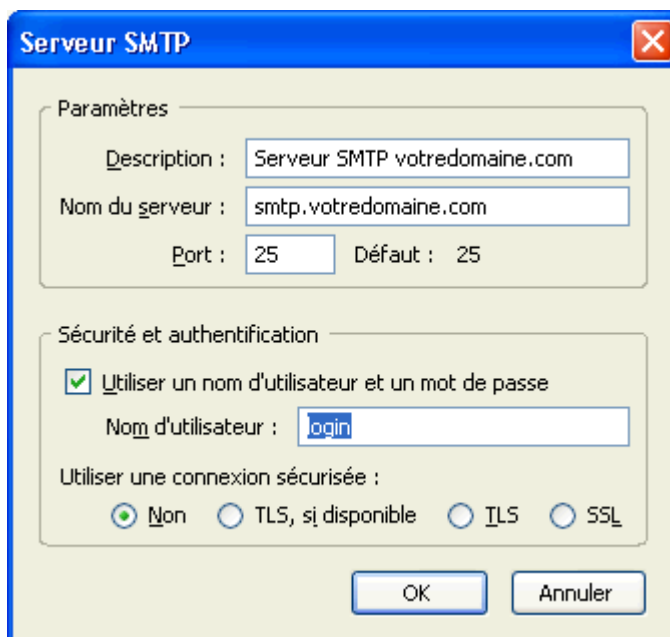 Serveur SMTP
Paramètres
Description : Serveur SMTP votredomaine.com
Nom du serveur : smtp.votredomaine.com
Port : 25 Défaut : 25
Sécurité et authentification
Utiliser un nom d'utilisateur et un mot de passe
Nom d'utilisateur : login
Utiliser une connexion sécurisée :
Non TLS, si disponible TLS SSL
OK Annuler